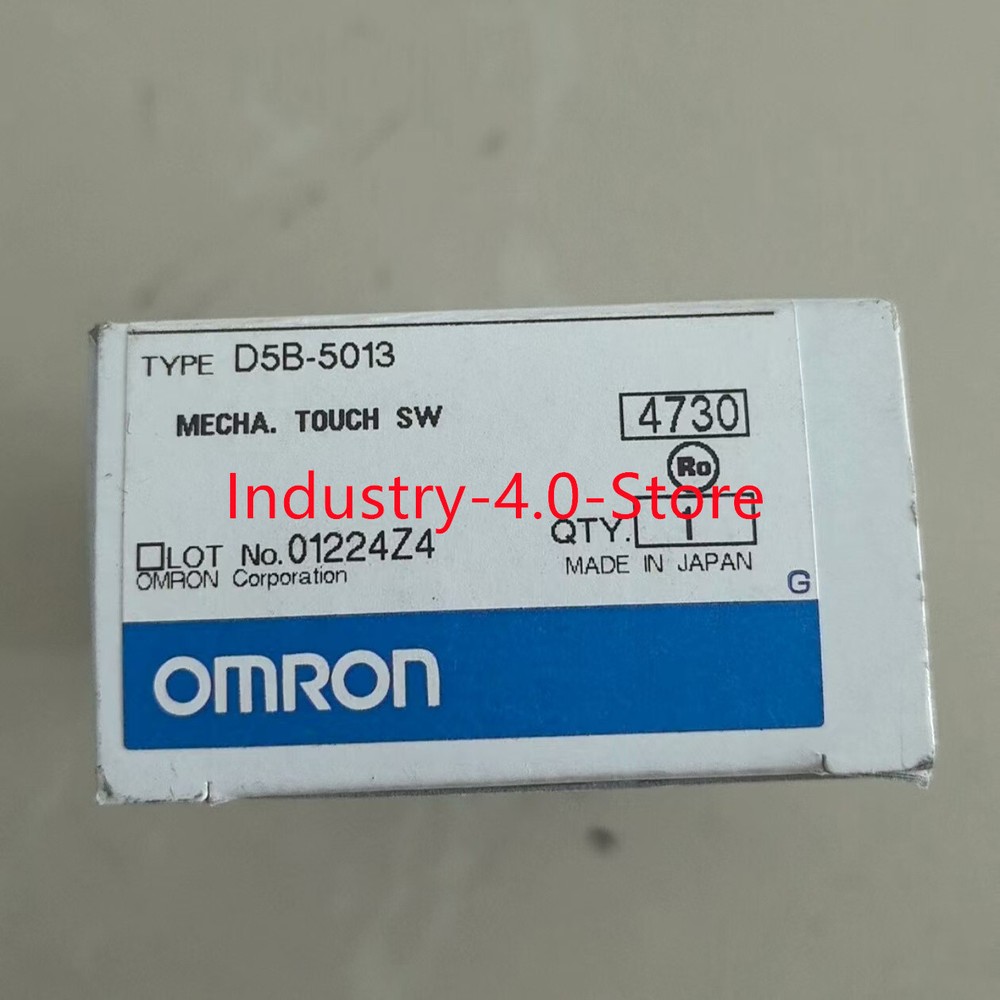 TYPE D5B-5013
MECHA. TOUCH SW 4730
Ro
Industry-4.0-Store
QTY. 1
□LOT No. 01224Z4
OMRON Corporation
MADE IN JAPAN
G
OMRON